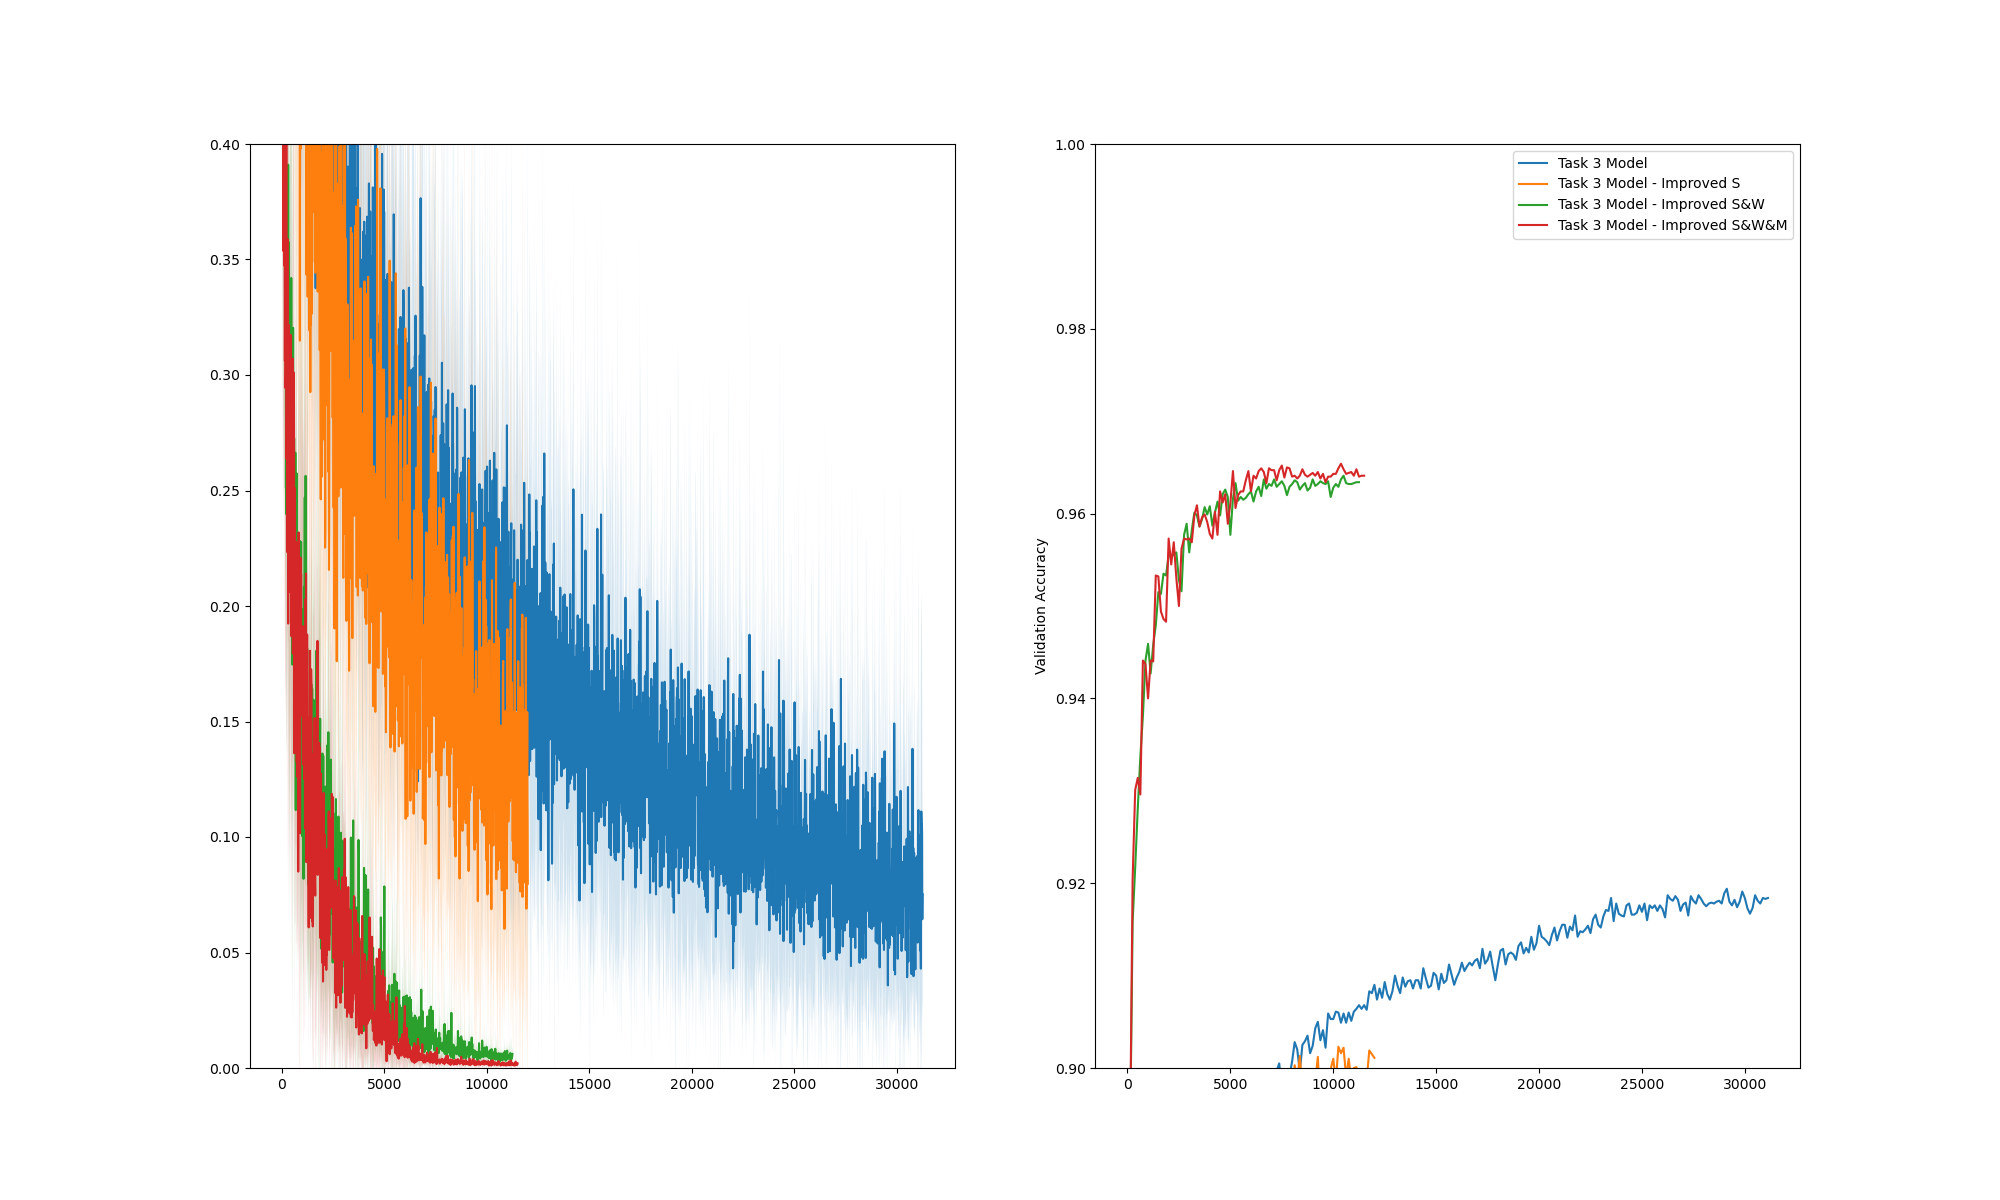 0.40
0.35
0.30
0.25
0.20
0.15
0.10
0.05
0.00
0 5000 10000 15000 20000 25000 30000
Validation Accuracy
1.00
0.98
0.96
0.94
0.92
0.90
0 5000 10000 15000 20000 25000 30000
Task 3 Model
Task 3 Model - Improved S
Task 3 Model - Improved S&W
Task 3 Model - Improved S&W&M